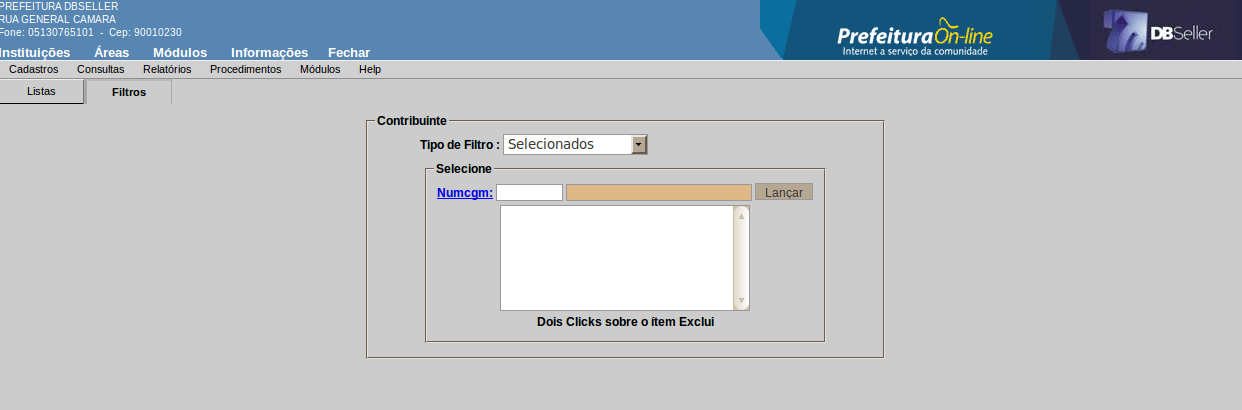 PREFEITURA DBSELLER
RUA GENERAL CAMARA
Fone: 05130765101 - Cep: 90010230
Instituições Áreas Módulos Informações Fechar
Prefeitura On-line
Internet a serviço da comunidade
DBSeller
Cadastros Consultas Relatórios Procedimentos Módulos Help
Listas Filtros
Contribuinte
Tipo de Filtro : Selecionados
Selecione
Numcgm: Lançar
Dois Clicks sobre o ítem Exclui